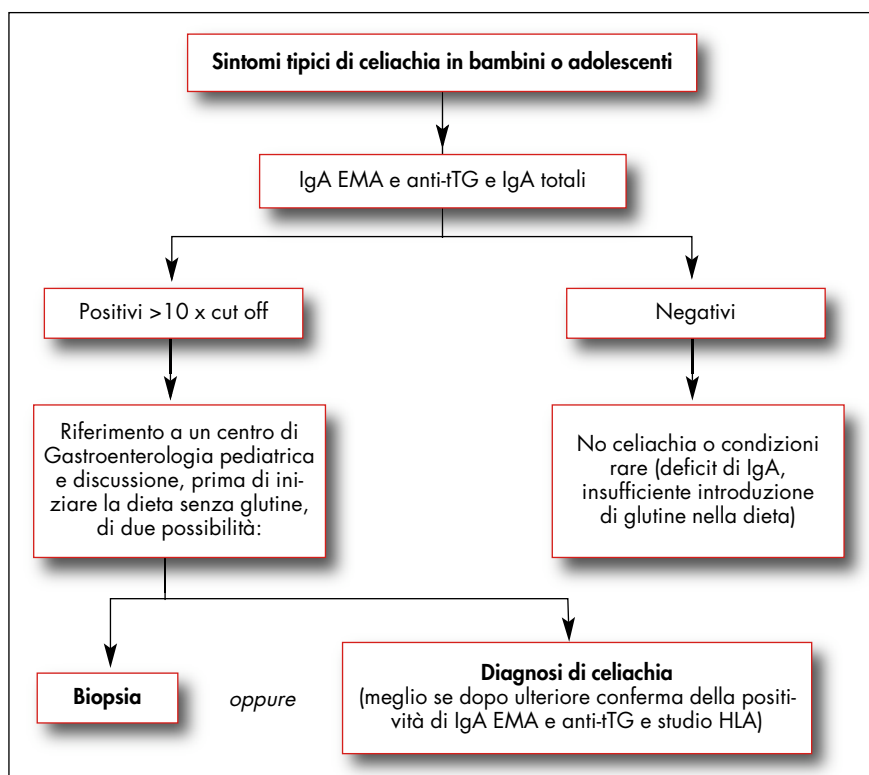 Sintomi tipici di celiachia in bambini o adolescenti
IgA EMA e anti-tTG e IgA totali
Positivi >10 x cut off
Negativi
Riferimento a un centro di
Gastroenterologia pediatrica
e discussione, prima di ini-
ziare la dieta senza glutine,
di due possibilità:
No celiachia o condizioni
rare (deficit di IgA,
insufficiente introduzione
di glutine nella dieta)
Biopsia
oppure
Diagnosi di celiachia
(meglio se dopo ulteriore conferma della positi-
vità di IgA EMA e anti-tTG e studio HLA)